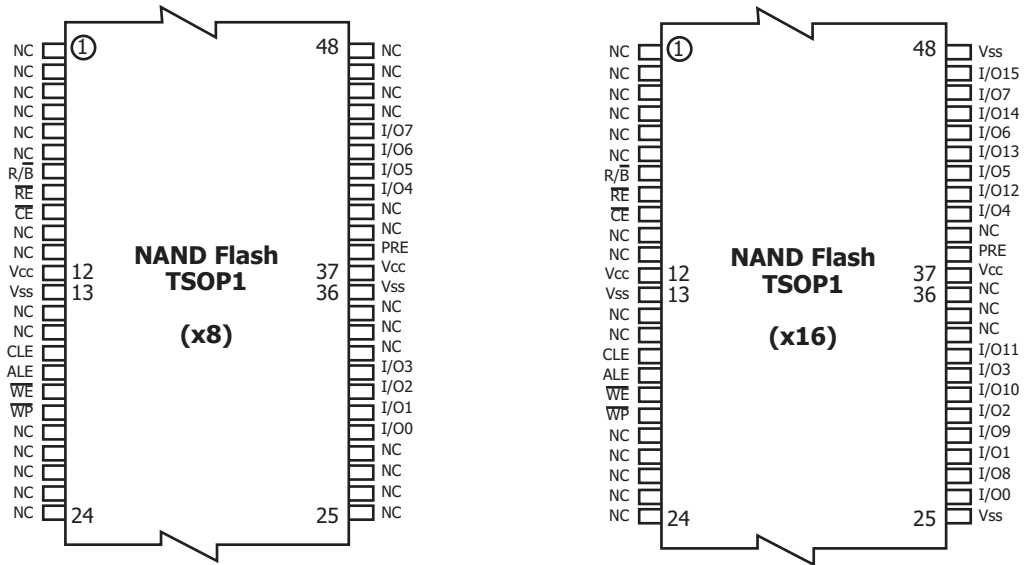 NC 1 48 NC
NC NC
NC NC
NC NC
NC I/O7
NC I/O6
R/B I/O5
RE I/O4
CE NC
NC NC
NC PRE
NAND Flash
TSOP1
Vcc 12 37 Vcc
Vss 13 36 Vss
NC NC
NC NC
(x8)
CLE NC
ALE I/O3
WE I/O2
WP I/O1
NC I/O0
NC NC
NC NC
NC NC
NC 24 25 NC
NC 1 48 Vss
NC I/O15
NC I/O7
NC I/O14
NC I/O6
NC I/O13
R/B I/O5
RE I/O12
CE I/O4
NC NC
NC PRE
NAND Flash
TSOP1
Vcc 12 37 Vcc
Vss 13 36 NC
NC NC
NC NC
(x16)
CLE I/O11
ALE I/O3
WE I/O10
WP I/O2
NC I/O9
NC I/O1
NC I/O8
NC I/O0
NC 24 25 Vss